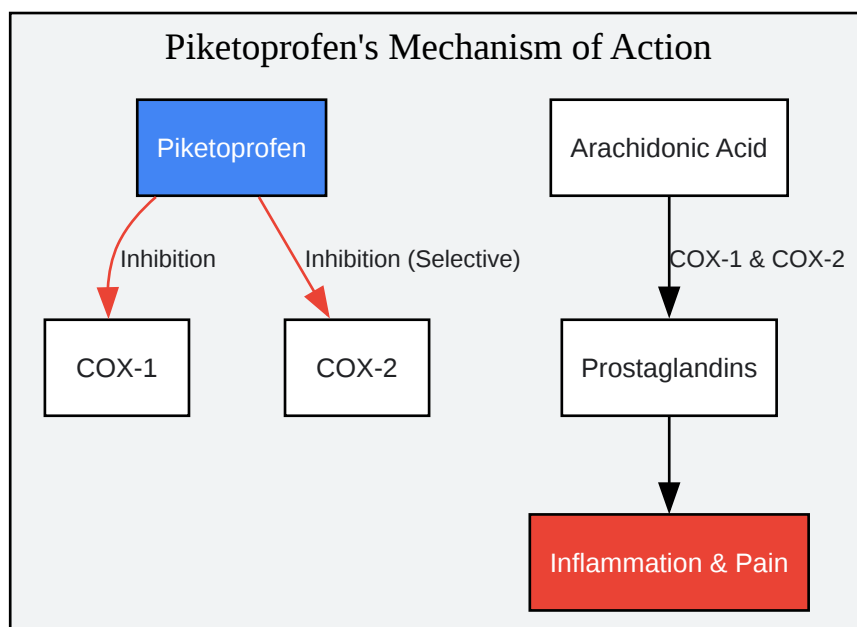 Piketoprofen's Mechanism of Action
Piketoprofen
Arachidonic Acid
Inhibition
Inhibition (Selective)
COX-1 & COX-2
COX-1
COX-2
Prostaglandins
Inflammation & Pain